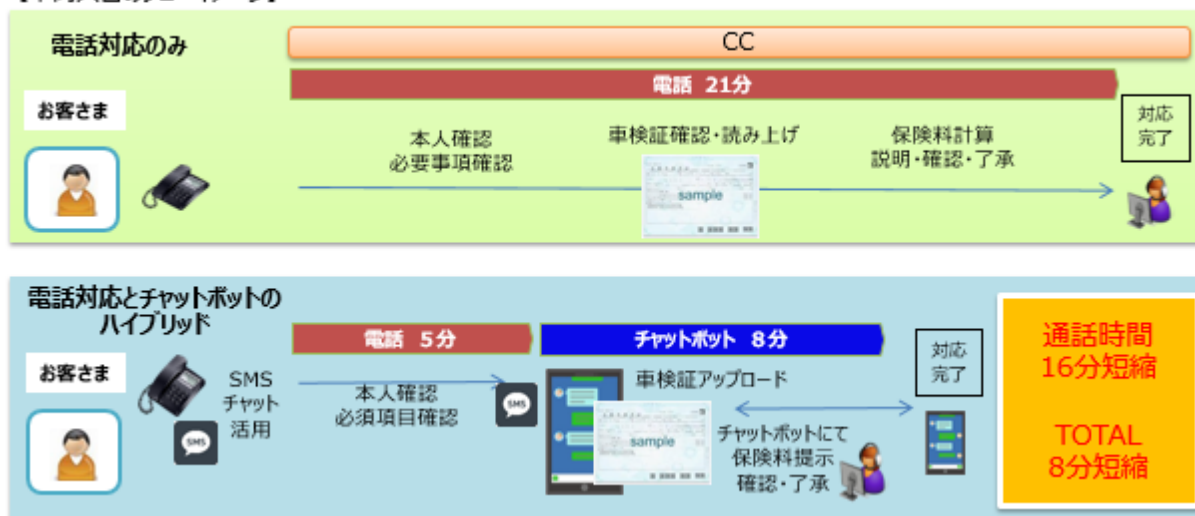 電話対応のみ
CC
電話 21分
お客さま
本人確認
必要事項確認
車検証確認・読み上げ
sample
保険料計算
説明・確認・了承
対応
完了
電話対応とチャットボットの
ハイブリッド
お客さま
SMS
チャット
活用
SMS
電話 5分
本人確認
必須項目確認
SMS
チャットボット 8分
車検証アップロード
sample
チャットボットにて
保険料提示
確認・了承
対応
完了
通話時間
16分短縮
TOTAL
8分短縮